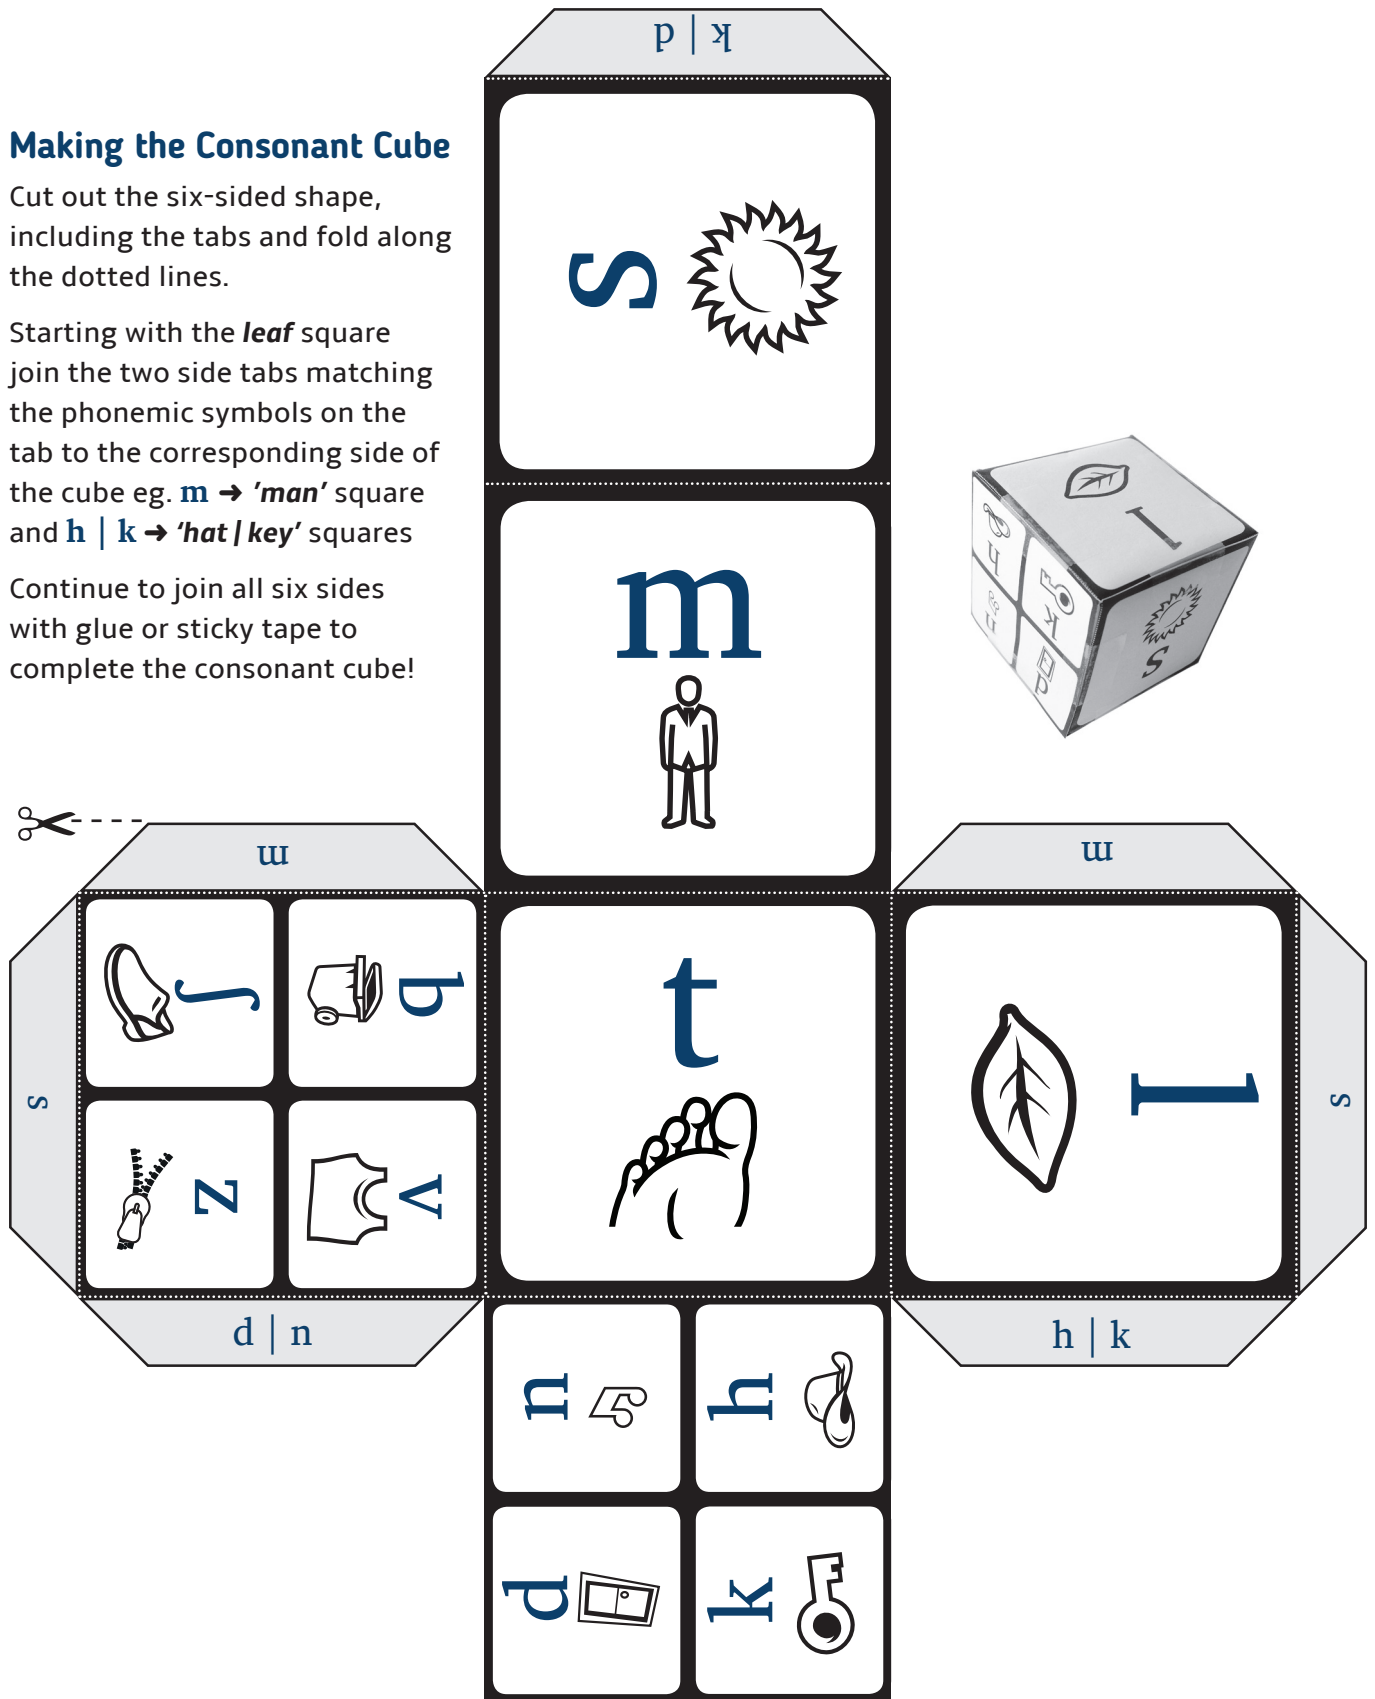 k | d
Making the Consonant Cube
Cut out the six-sided shape,
including the tabs and fold along
the dotted lines.
Starting with the leaf square
join the two side tabs matching
the phonemic symbols on the
tab to the corresponding side of
the cube eg. m ➜ ’man’ square
and h | k ➜ ‘hat | key’ squares
Continue to join all six sides
with glue or sticky tape to
complete the consonant cube!
s
m
l
h
k
n
d
s
m
m
ʃ
b
s
z
v
t
l
s
d | n
h | k
n
h
d
k